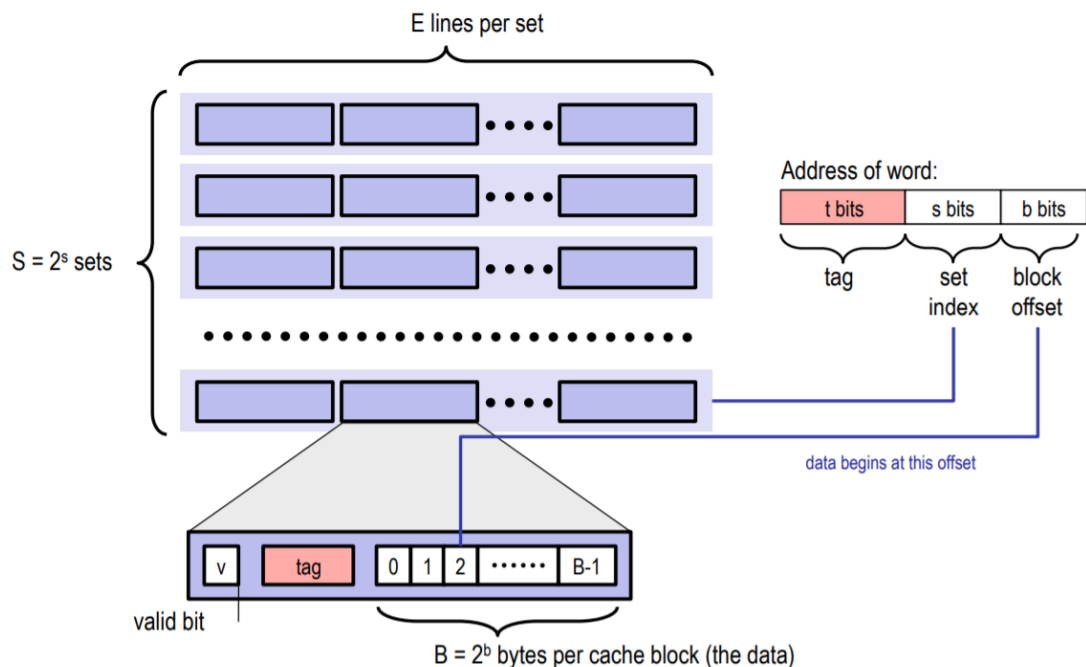 E lines per set
Address of word:
t bits s bits b bits
tag set block
index offset
S = 2ˢ sets
data begins at this offset
v tag 0 1 2 ······ B-1
valid bit
B = 2ᵇ bytes per cache block (the data)